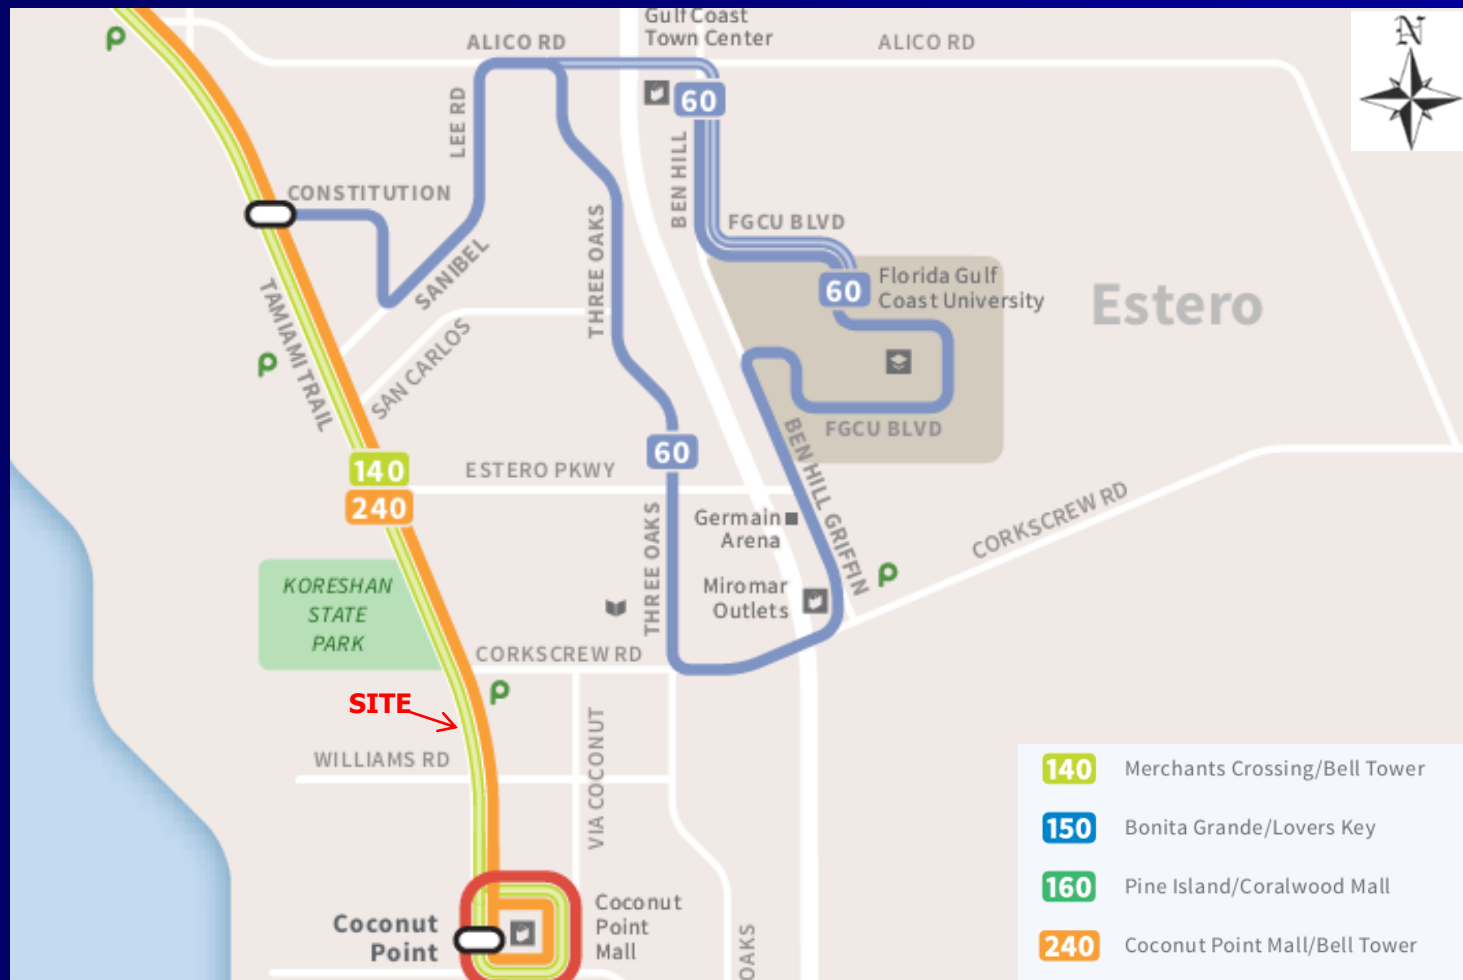 Gulf Coast
Town Center
ALICO RD
ALICO RD
N
P
60
LEE RD
BEN HILL
CONSTITUTION
SANIBEL
THREE OAKS
FGCU BLVD
60
Florida Gulf
Coast University
Estero
TAMIAMI TRAIL
P
SAN CARLOS
FGCU BLVD
BEN HILL GRIFFIN
140
240
ESTERO PKWY
60
Germain
Arena
CORKSCREW RD
KORESHAN
STATE
PARK
THREE OAKS
Miromar
Outlets
P
CORKSCREW RD
P
SITE
WILLIAMS RD
VIA COCONUT
Coconut
Point
Coconut
Point
Mall
OAKS
140 Merchants Crossing/Bell Tower
150 Bonita Grande/Lovers Key
160 Pine Island/Coralwood Mall
240 Coconut Point Mall/Bell Tower